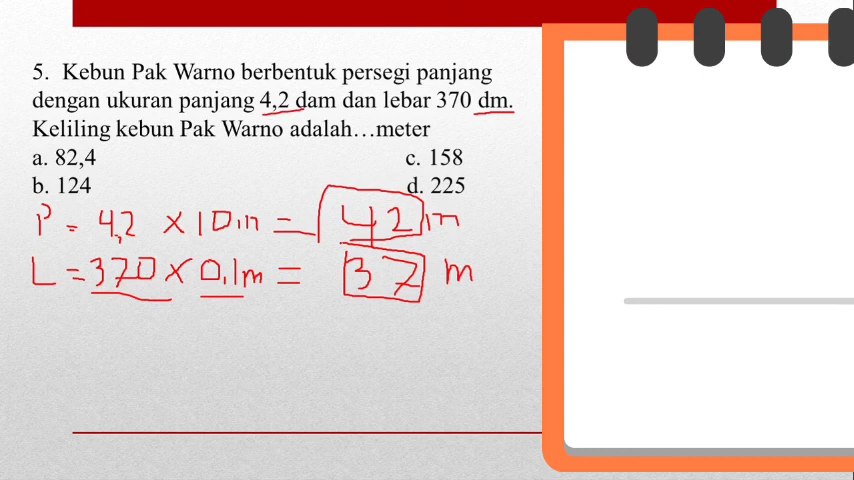 5. Kebun Pak Warno berbentuk persegi panjang
dengan ukuran panjang 4,2 dam dan lebar 370 dm.
Keliling kebun Pak Warno adalah...meter
a. 82,4
c. 158
b. 124
d. 225
P = 4,2 × 10 m = 42 m
L = 370 × 0,1 m = 37 m